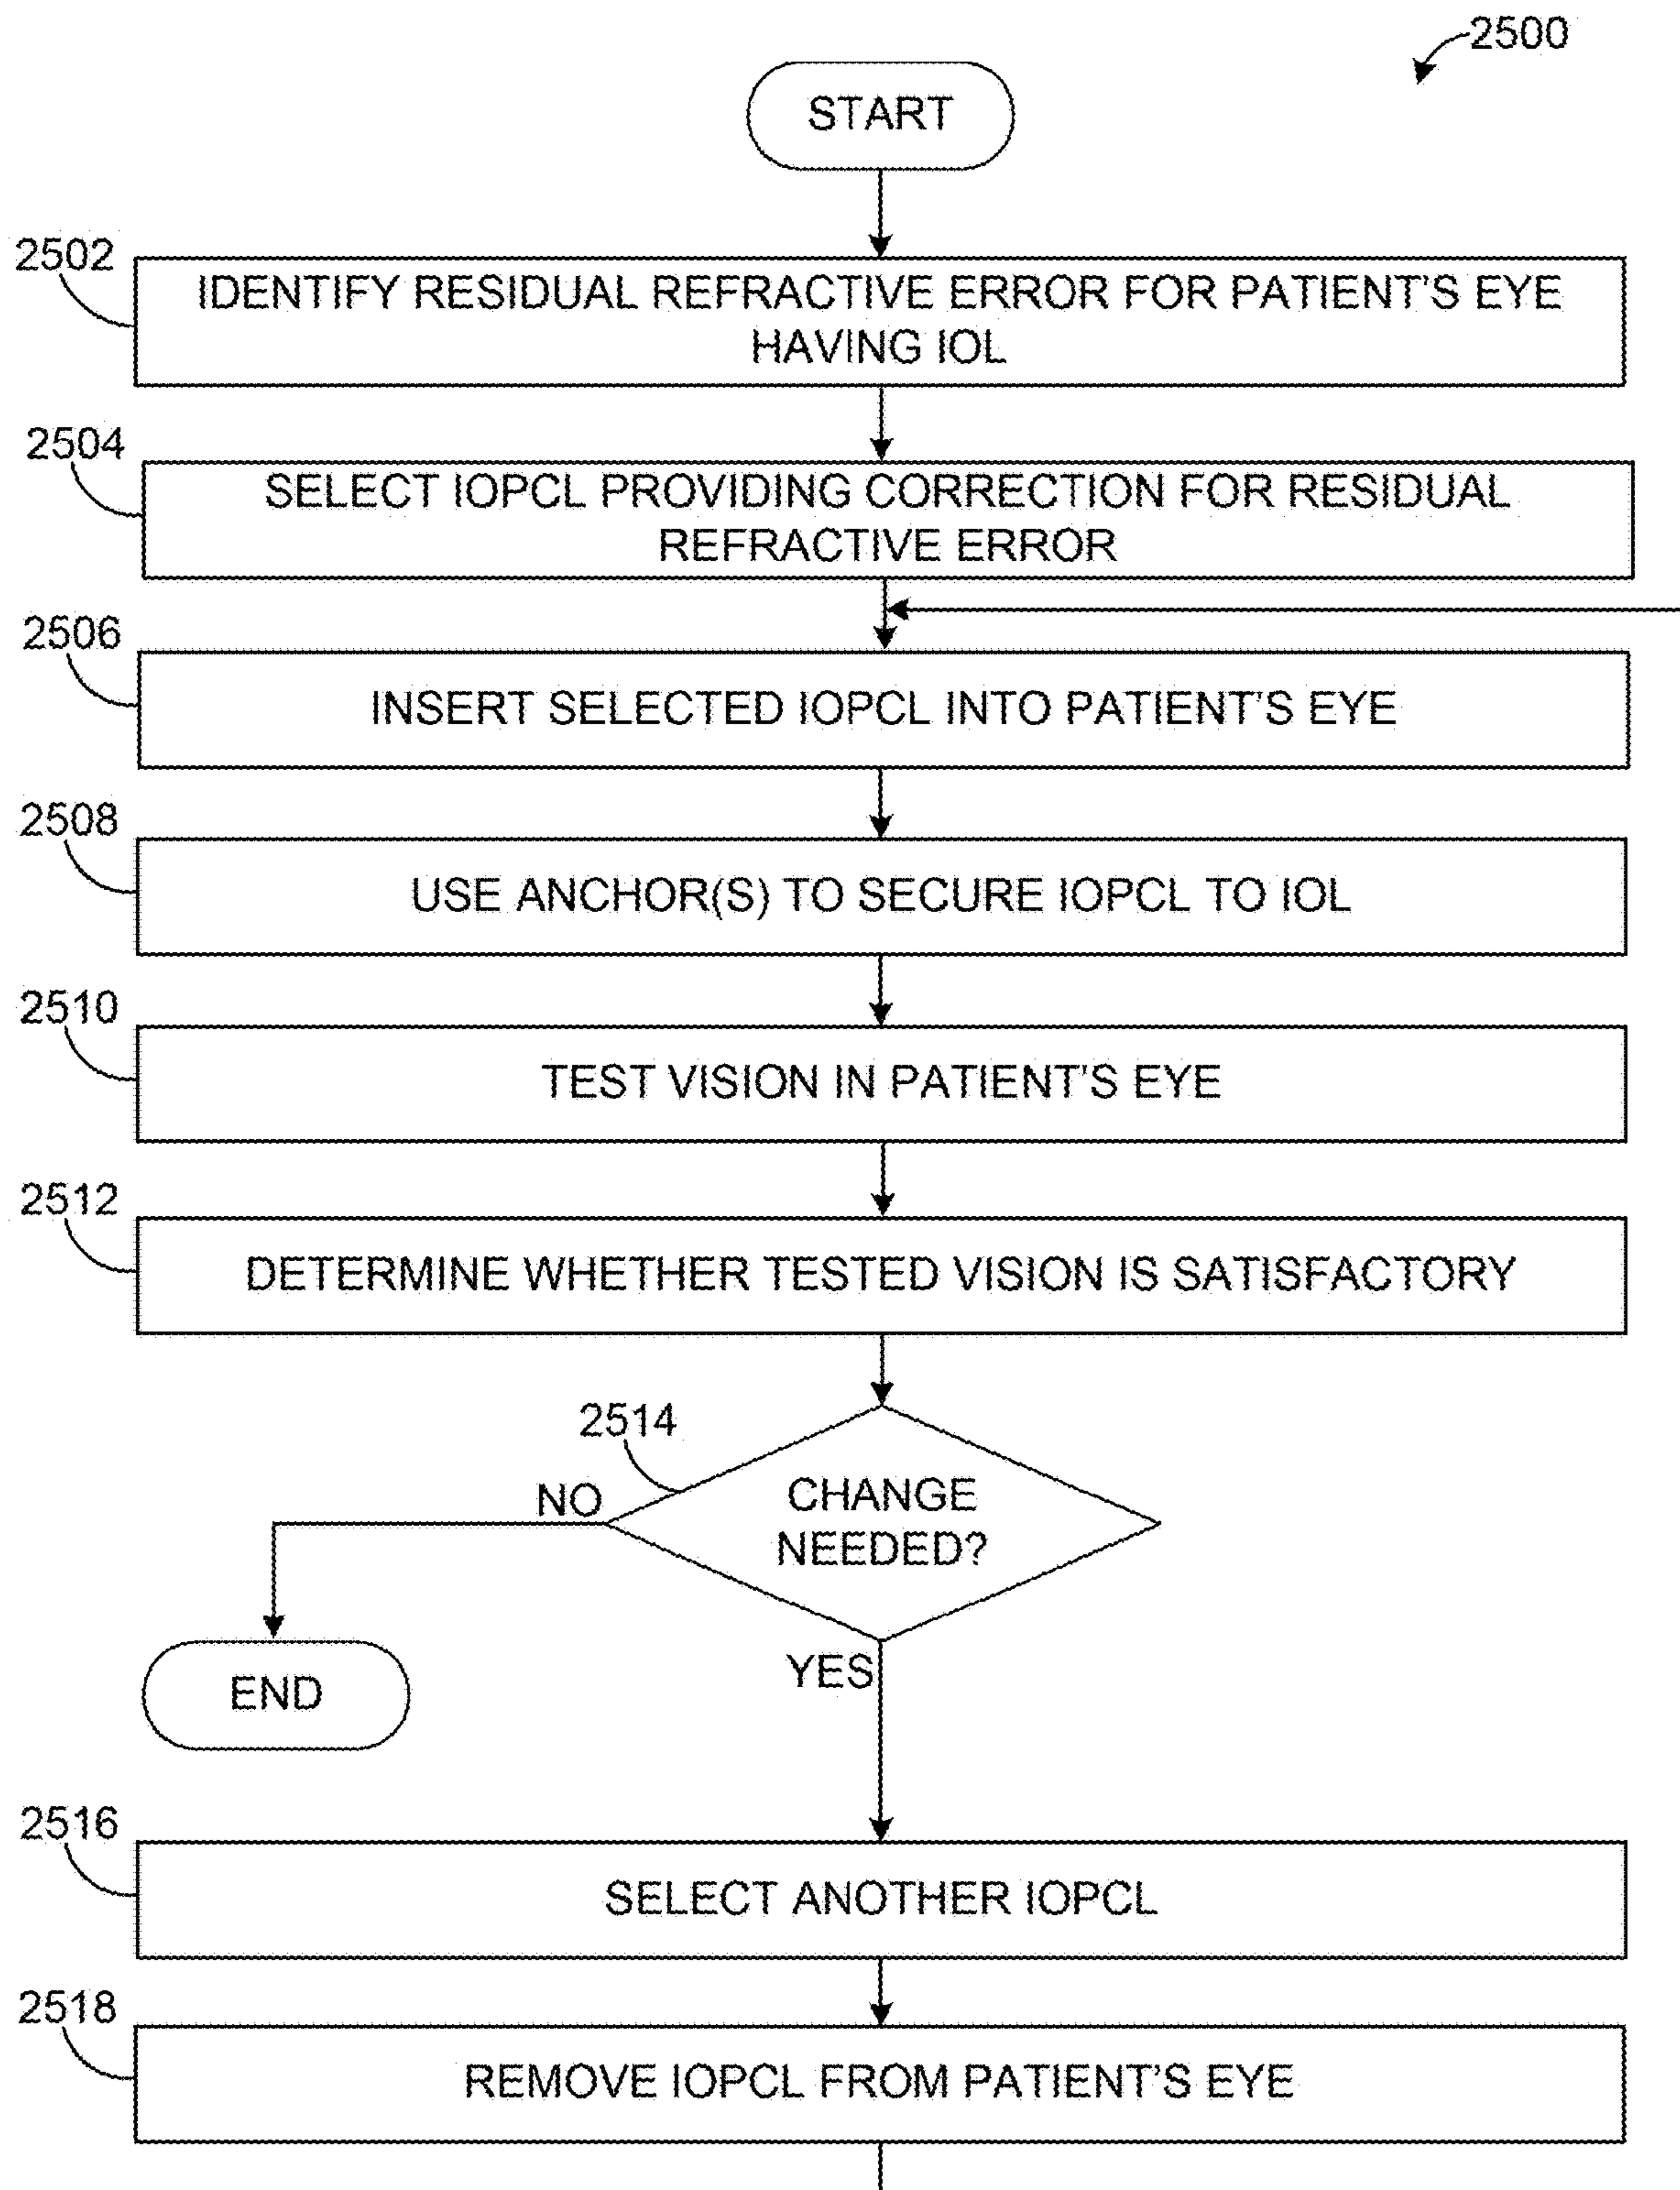 2500
START
2502
IDENTIFY RESIDUAL REFRACTIVE ERROR FOR PATIENT'S EYE
HAVING IOL
2504
SELECT IOPCL PROVIDING CORRECTION FOR RESIDUAL
REFRACTIVE ERROR
2506
INSERT SELECTED IOPCL INTO PATIENT'S EYE
2508
USE ANCHOR(S) TO SECURE IOPCL TO IOL
2510
TEST VISION IN PATIENT'S EYE
2512
DETERMINE WHETHER TESTED VISION IS SATISFACTORY
2514
NO
CHANGE
NEEDED?
YES
END
2516
SELECT ANOTHER IOPCL
2518
REMOVE IOPCL FROM PATIENT'S EYE